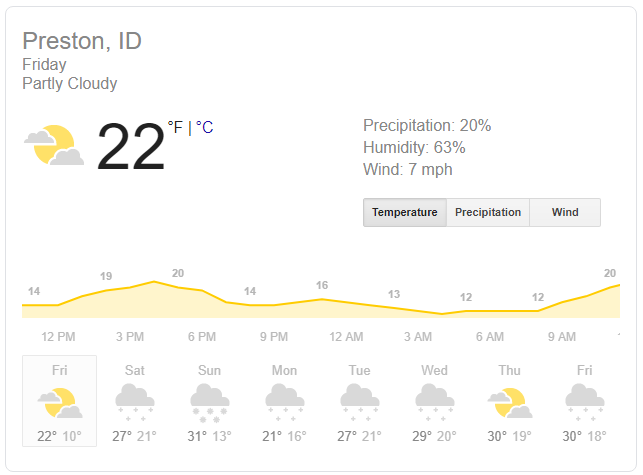 Preston, ID
Friday
Partly Cloudy
22 °F | °C
Precipitation: 20%
Humidity: 63%
Wind: 7 mph
Temperature Precipitation Wind
14 19 20 14 16 13 12 12 20
12 PM 3 PM 6 PM 9 PM 12 AM 3 AM 6 AM 9 AM
Fri Sat Sun Mon Tue Wed Thu Fri
22° 10° 27° 21° 31° 13° 21° 16° 27° 21° 29° 20° 30° 19° 30° 18°